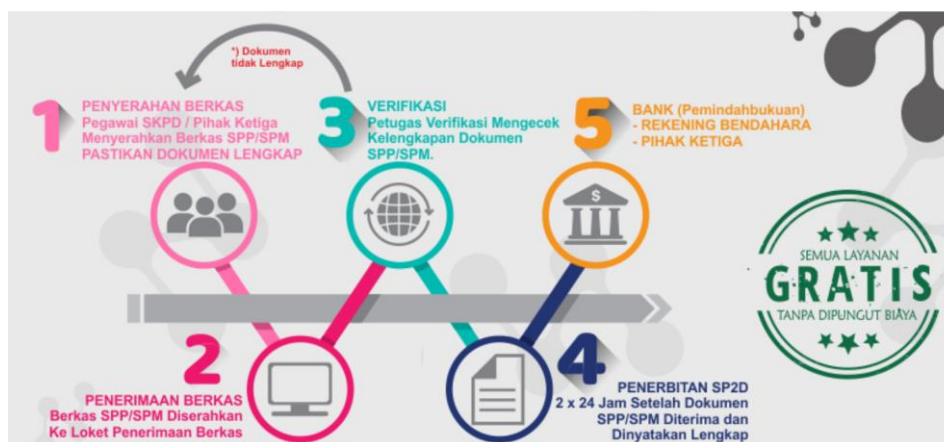 *) Dokumen
tidak Lengkap
1
PENYERAHAN BERKAS
Pegawai SKPD / Pihak Ketiga
Menyerahkan Berkas SPP/SPM
PASTIKAN DOKUMEN LENGKAP
2
PENERIMAAN BERKAS
Berkas SPP/SPM Diserahkan
Ke Loket Penerimaan Berkas
3
VERIFIKASI
Petugas Verifikasi Mengecek
Kelengkapan Dokumen
SPP/SPM.
4
PENERBITAN SP2D
2 x 24 Jam Setelah Dokumen
SPP/SPM Diterima dan
Dinyatakan Lengkap
5
BANK (Pemindahbukuan)
- REKENING BENDAHARA
- PIHAK KETIGA
$
SEMUA LAYANAN
GRATIS
TANPA DIPUNGUT BIAYA